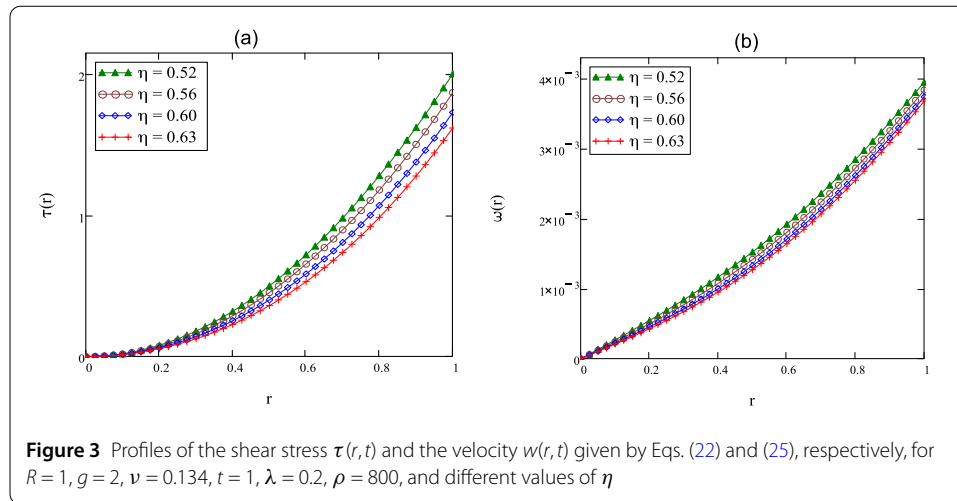 (a)
τ(r)
2
1
0
η = 0.52
η = 0.56
η = 0.60
η = 0.63
0 0.2 0.4 0.6 0.8 1
r
(b)
ω(r)
4×10⁻³
3×10⁻³
2×10⁻³
1×10⁻³
0
η = 0.52
η = 0.56
η = 0.60
η = 0.63
0 0.2 0.4 0.6 0.8 1
r
Figure 3 Profiles of the shear stress τ(r, t) and the velocity w(r, t) given by Eqs. (22) and (25), respectively, for
R = 1, g = 2, ν = 0.134, t = 1, λ = 0.2, ρ = 800, and different values of η